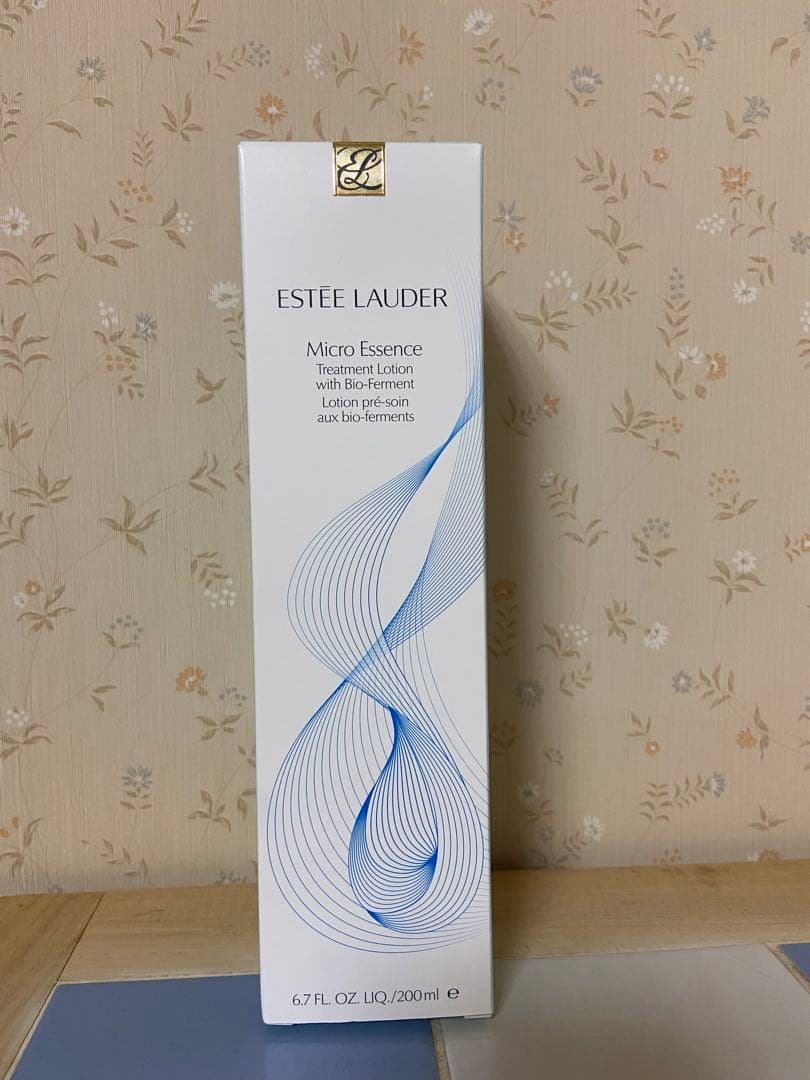 EL
ESTĒE LAUDER
Micro Essence
Treatment Lotion
with Bio-Ferment
Lotion pré-soin
aux bio-ferments
6.7 FL. OZ. LIQ./200ml ℮